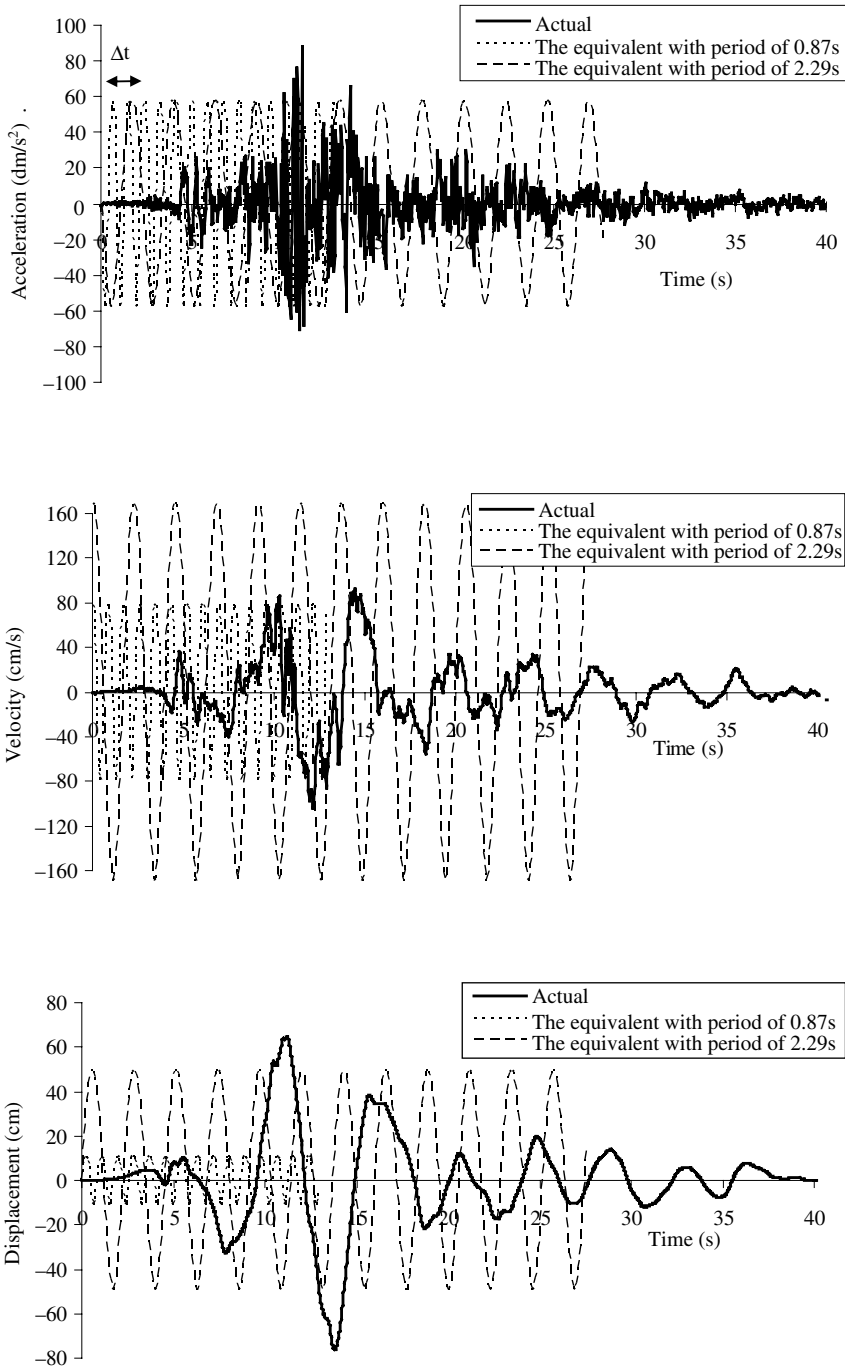 Acceleration (dm/s²) .
100
80
60
40
20
0
−20
−40
−60
−80
−100
Δt
0 5 10 15 20 25 30 35 40
Time (s)
Actual
The equivalent with period of 0.87s
The equivalent with period of 2.29s
Velocity (cm/s)
160
120
80
40
0
−40
−80
−120
−160
0 5 10 15 20 25 30 35 40
Time (s)
Actual
The equivalent with period of 0.87s
The equivalent with period of 2.29s
Displacement (cm)
80
60
40
20
0
−20
−40
−60
−80
0 5 10 15 20 25 30 35 40
Time (s)
Actual
The equivalent with period of 0.87s
The equivalent with period of 2.29s